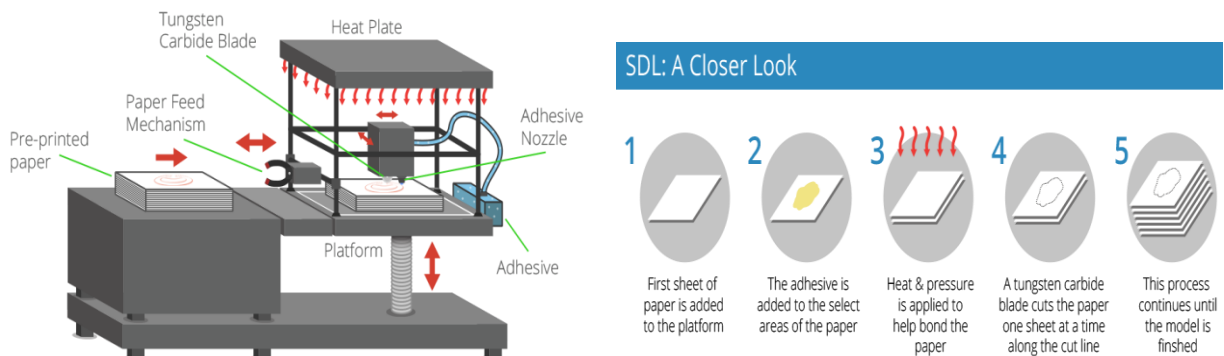 Tungsten
Carbide Blade
Heat Plate
Paper Feed
Mechanism
Adhesive
Nozzle
Pre-printed
paper
Platform
Adhesive
SDL: A Closer Look
1
First sheet of
paper is added
to the platform
2
The adhesive is
added to the select
areas of the paper
3
Heat & pressure
is applied to
help bond the
paper
4
A tungsten carbide
blade cuts the paper
one sheet at a time
along the cut line
5
This process
continues until
the model is
finshed